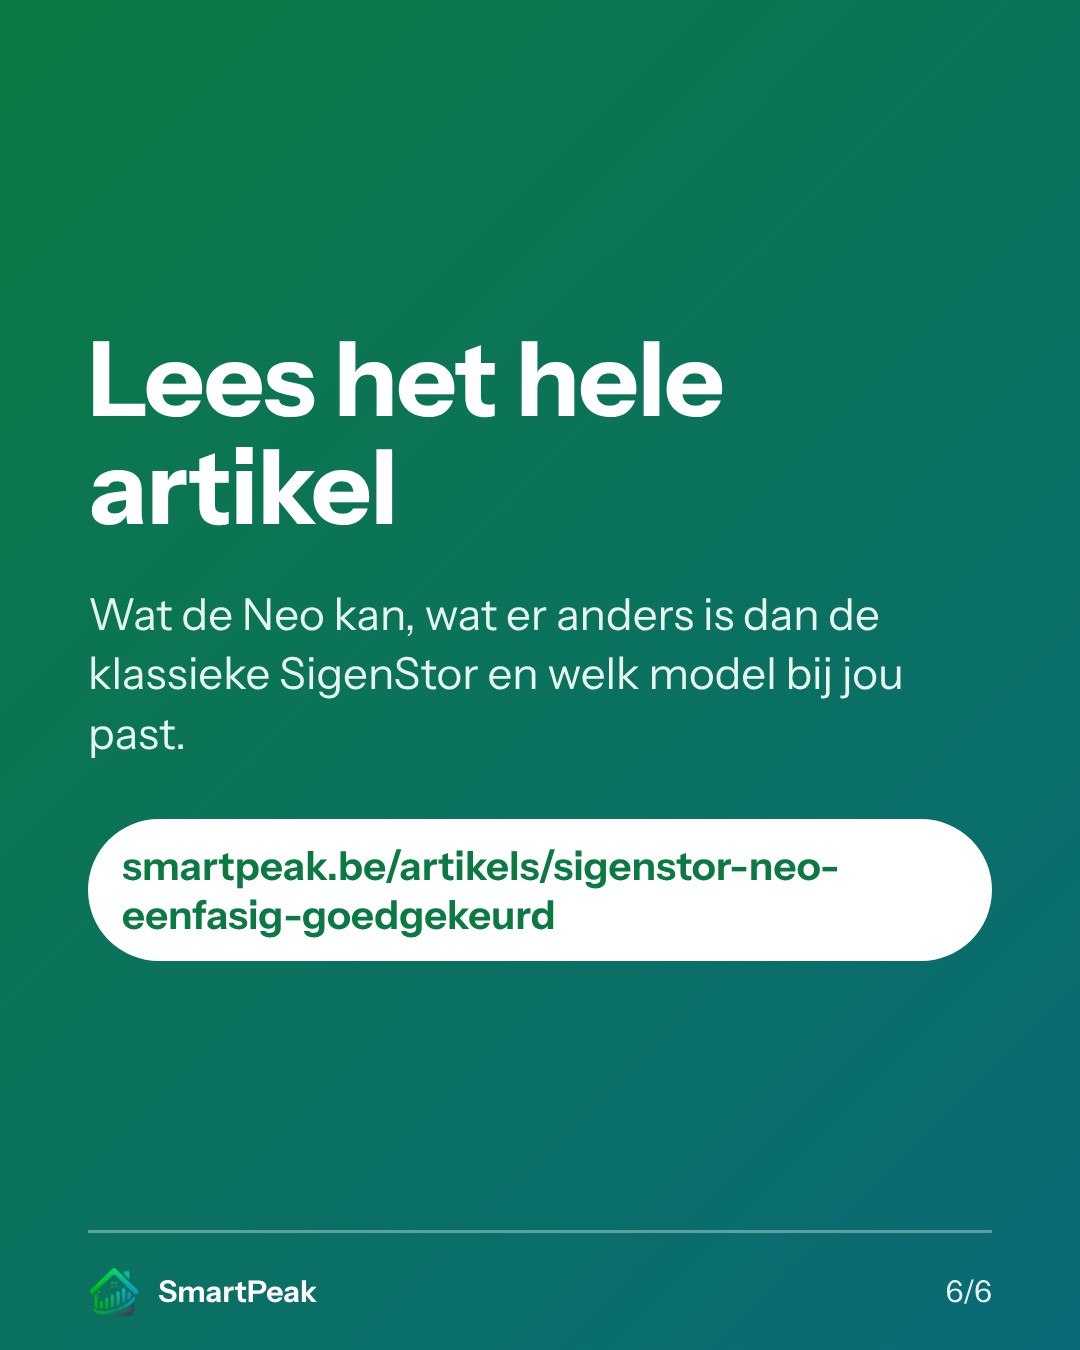 Lees het hele
artikel
Wat de Neo kan, wat er anders is dan de
klassieke SigenStor en welk model bij jou
past.
smartpeak.be/artikels/sigenstor-neo-
eenfasig-goedgekeurd
SmartPeak
6/6